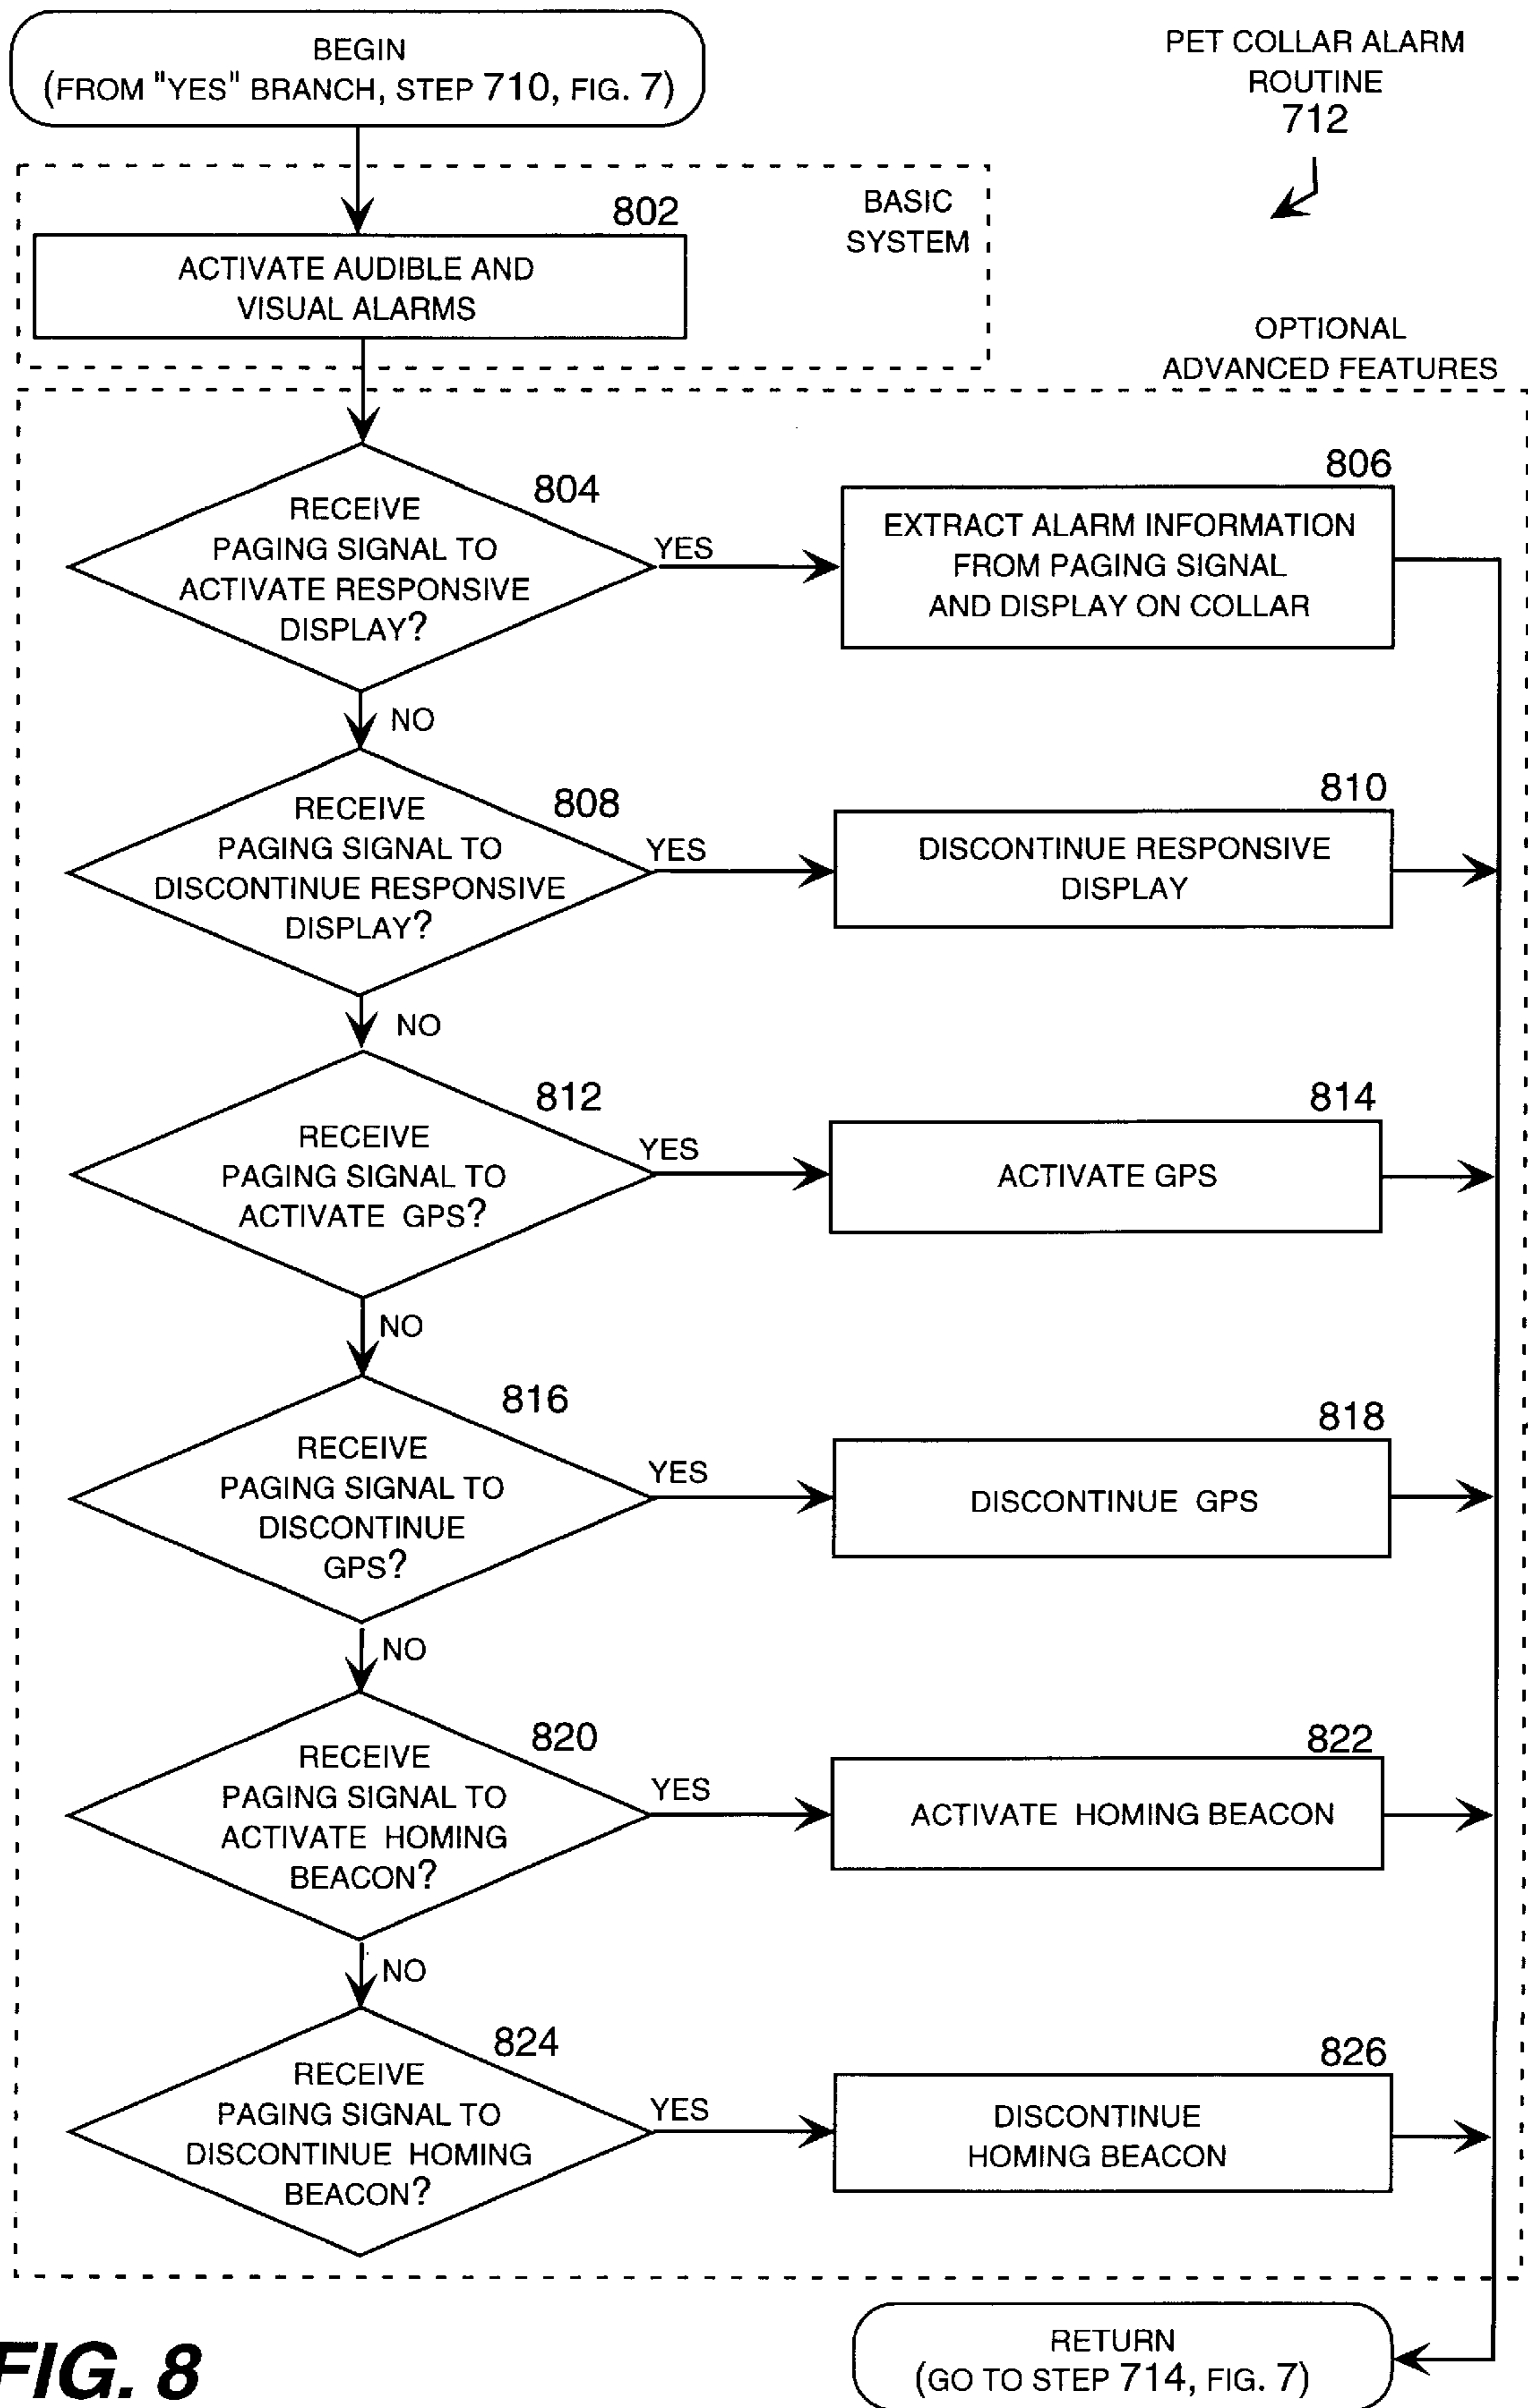 BEGIN
(FROM "YES" BRANCH, STEP 710, FIG. 7)
PET COLLAR ALARM
ROUTINE
712
BASIC
SYSTEM
802
ACTIVATE AUDIBLE AND
VISUAL ALARMS
OPTIONAL
ADVANCED FEATURES
804
RECEIVE
PAGING SIGNAL TO
ACTIVATE RESPONSIVE
DISPLAY?
YES
806
EXTRACT ALARM INFORMATION
FROM PAGING SIGNAL
AND DISPLAY ON COLLAR
NO
808
RECEIVE
PAGING SIGNAL TO
DISCONTINUE RESPONSIVE
DISPLAY?
YES
810
DISCONTINUE RESPONSIVE
DISPLAY
NO
812
RECEIVE
PAGING SIGNAL TO
ACTIVATE GPS?
YES
814
ACTIVATE GPS
NO
816
RECEIVE
PAGING SIGNAL TO
DISCONTINUE
GPS?
YES
818
DISCONTINUE GPS
NO
820
RECEIVE
PAGING SIGNAL TO
ACTIVATE HOMING
BEACON?
YES
822
ACTIVATE HOMING BEACON
NO
824
RECEIVE
PAGING SIGNAL TO
DISCONTINUE HOMING
BEACON?
YES
826
DISCONTINUE
HOMING BEACON
RETURN
(GO TO STEP 714, FIG. 7)
FIG. 8